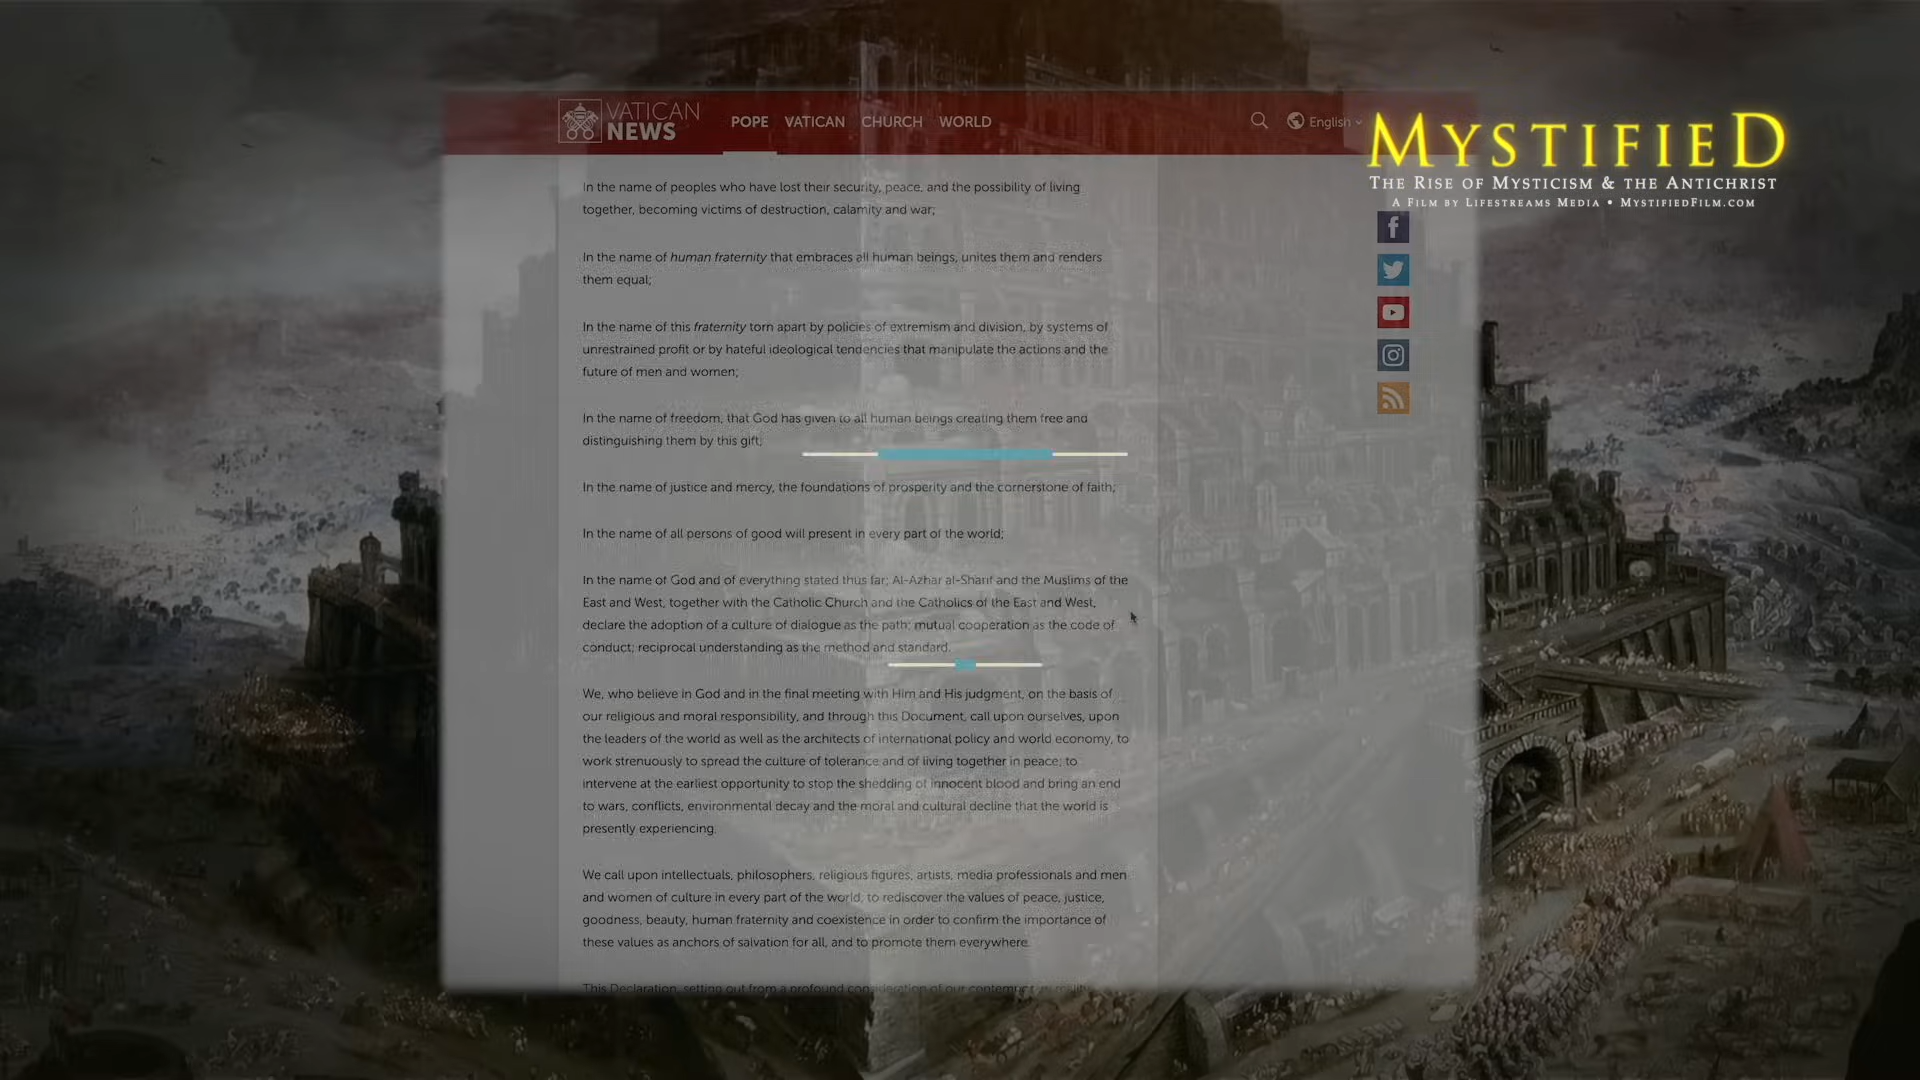 VATICAN
NEWS
POPE VATICAN CHURCH WORLD
English
MYSTIFIED
THE RISE OF MYSTICISM & THE ANTICHRIST
A FILM BY LIFESTREAMS MEDIA • MYSTIFIEDFILM.COM
In the name of peoples who have lost their security, peace, and the possibility of living
together, becoming victims of destruction, calamity and war;
In the name of human fraternity that embraces all human beings, unites them and renders
them equal;
In the name of this fraternity torn apart by policies of extremism and division, by systems of
unrestrained profit or by hateful ideological tendencies that manipulate the actions and the
future of men and women;
In the name of freedom, that God has given to all human beings creating them free and
distinguishing them by this gift;
In the name of justice and mercy, the foundations of prosperity and the cornerstone of faith;
In the name of all persons of good will present in every part of the world;
In the name of God and of everything stated thus far; Al-Azhar al-Sharif and the Muslims of the
East and West, together with the Catholic Church and the Catholics of the East and West,
declare the adoption of a culture of dialogue as the path; mutual cooperation as the code of
conduct; reciprocal understanding as the method and standard.
We, who believe in God and in the final meeting with Him and His judgment, on the basis of
our religious and moral responsibility, and through this Document, call upon ourselves, upon
the leaders of the world as well as the architects of international policy and world economy, to
work strenuously to spread the culture of tolerance and of living together in peace; to
intervene at the earliest opportunity to stop the shedding of innocent blood and bring an end
to wars, conflicts, environmental decay and the moral and cultural decline that the world is
presently experiencing.
We call upon intellectuals, philosophers, religious figures, artists, media professionals and men
and women of culture in every part of the world, to rediscover the values of peace, justice,
goodness, beauty, human fraternity and coexistence in order to confirm the importance of
these values as anchors of salvation for all, and to promote them everywhere.
This Declaration, setting out from a profound consideration of our contemporary reality,